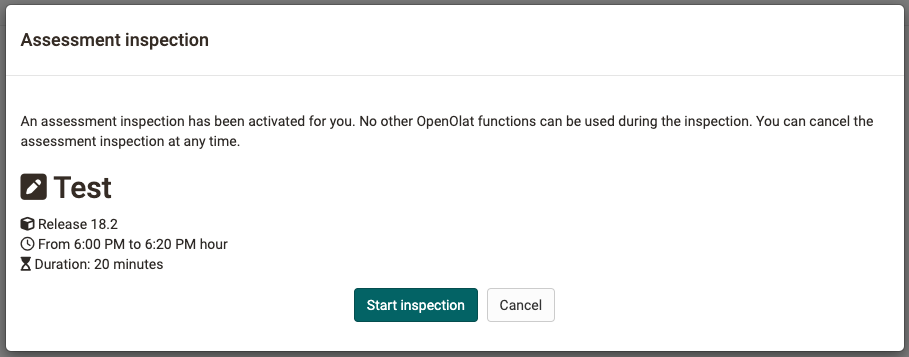 Assessment inspection
An assessment inspection has been activated for you. No other OpenOlat functions can be used during the inspection. You can cancel the
assessment inspection at any time.
Test
Release 18.2
From 6:00 PM to 6:20 PM hour
Duration: 20 minutes
Start inspection
Cancel